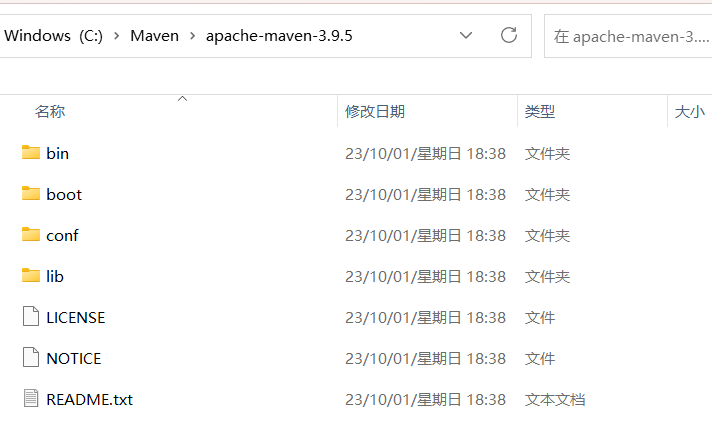 Windows (C:) > Maven > apache-maven-3.9.5 在 apache-maven-3....
名称 修改日期 类型 大小
bin 23/10/01/星期日 18:38 文件夹
boot 23/10/01/星期日 18:38 文件夹
conf 23/10/01/星期日 18:38 文件夹
lib 23/10/01/星期日 18:38 文件夹
LICENSE 23/10/01/星期日 18:38 文件
NOTICE 23/10/01/星期日 18:38 文件
README.txt 23/10/01/星期日 18:38 文本文档